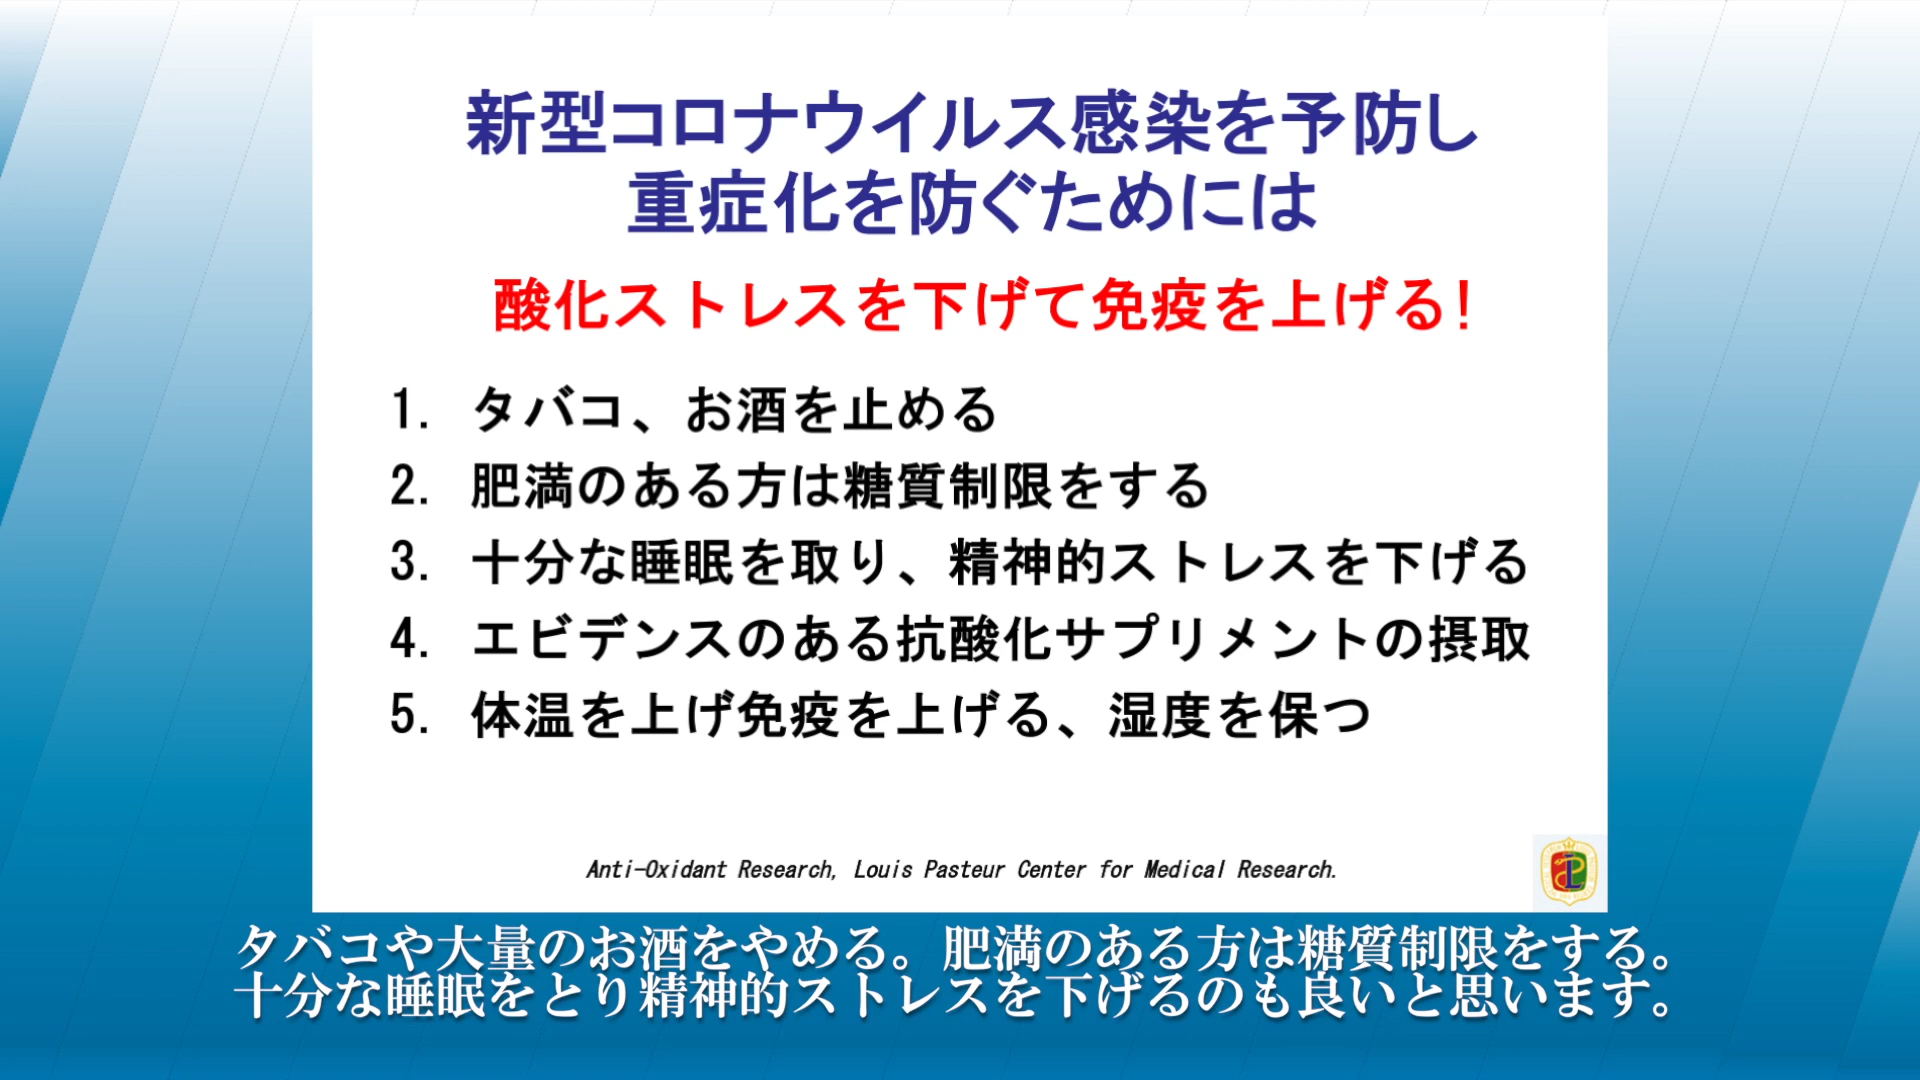 新型コロナウイルス感染を予防し
重症化を防ぐためには
酸化ストレスを下げて免疫を上げる!
1. タバコ、お酒を止める
2. 肥満のある方は糖質制限をする
3. 十分な睡眠を取り、精神的ストレスを下げる
4. エビデンスのある抗酸化サプリメントの摂取
5. 体温を上げ免疫を上げる、湿度を保つ
Anti-Oxidant Research, Louis Pasteur Center for Medical Research.
タバコや大量のお酒をやめる。肥満のある方は糖質制限をする。
十分な睡眠をとり精神的ストレスを下げるのも良いと思います。